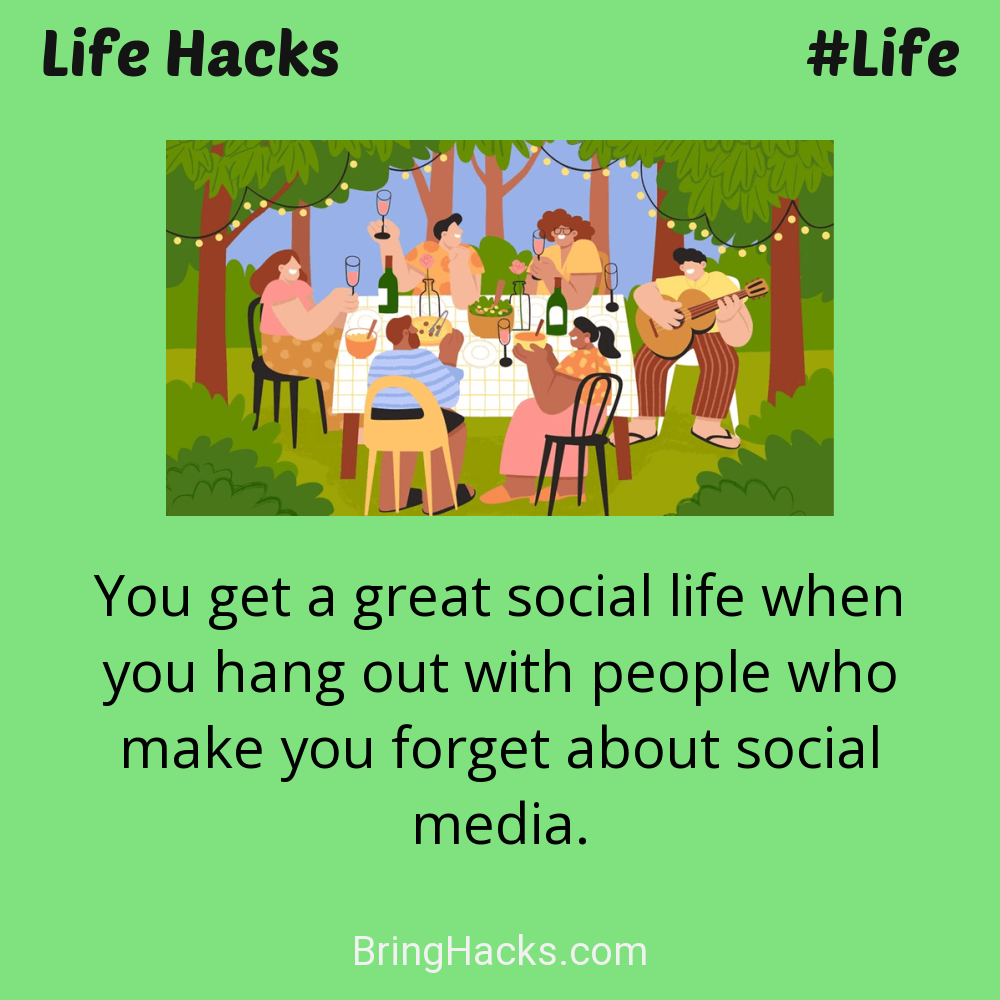 Life Hacks
#Life
You get a great social life when
you hang out with people who
make you forget about social
media.
BringHacks.com